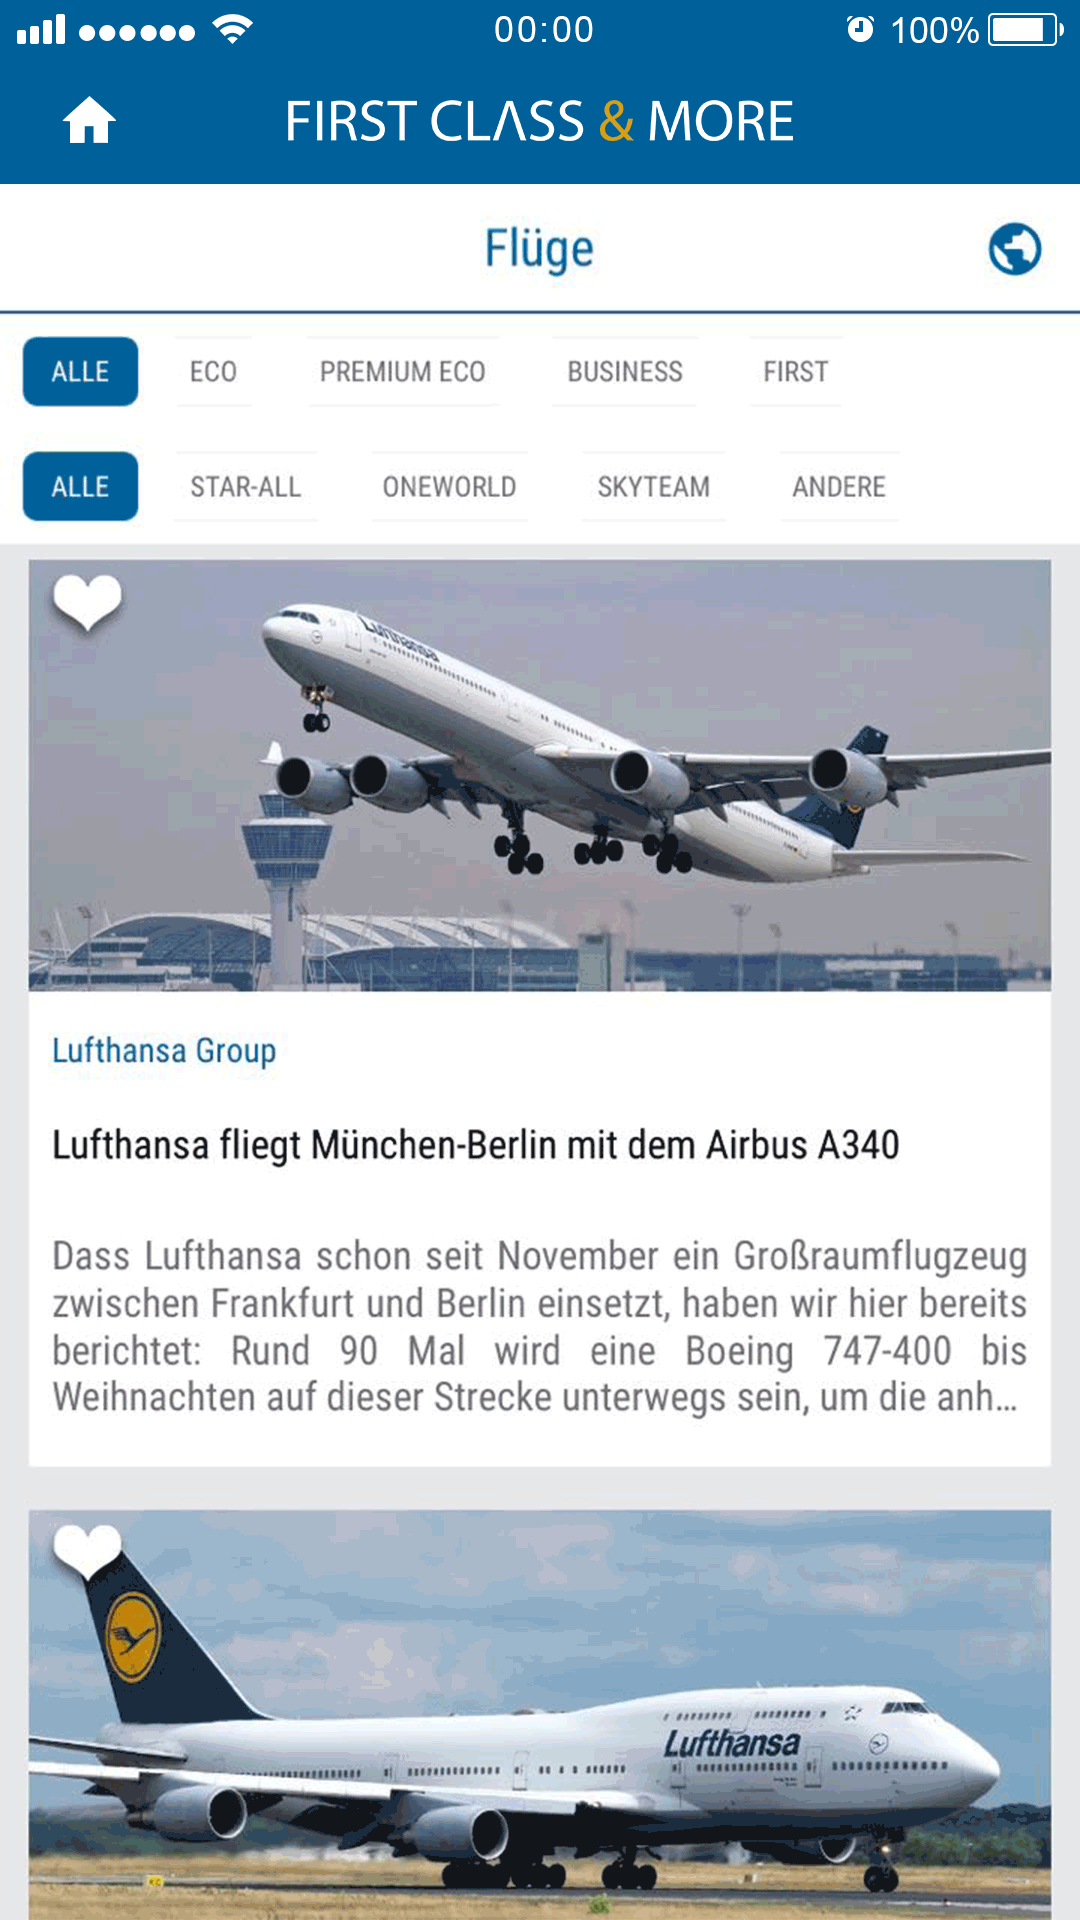 00:00
100%
FIRST CLASS & MORE
Flüge
ALLE ECO PREMIUM ECO BUSINESS FIRST
ALLE STAR-ALL ONEWORLD SKYTEAM ANDERE
Lufthansa
Lufthansa Group
Lufthansa fliegt München-Berlin mit dem Airbus A340
Dass Lufthansa schon seit November ein Großraumflugzeug
zwischen Frankfurt und Berlin einsetzt, haben wir hier bereits
berichtet: Rund 90 Mal wird eine Boeing 747-400 bis
Weihnachten auf dieser Strecke unterwegs sein, um die anh...
Lufthansa